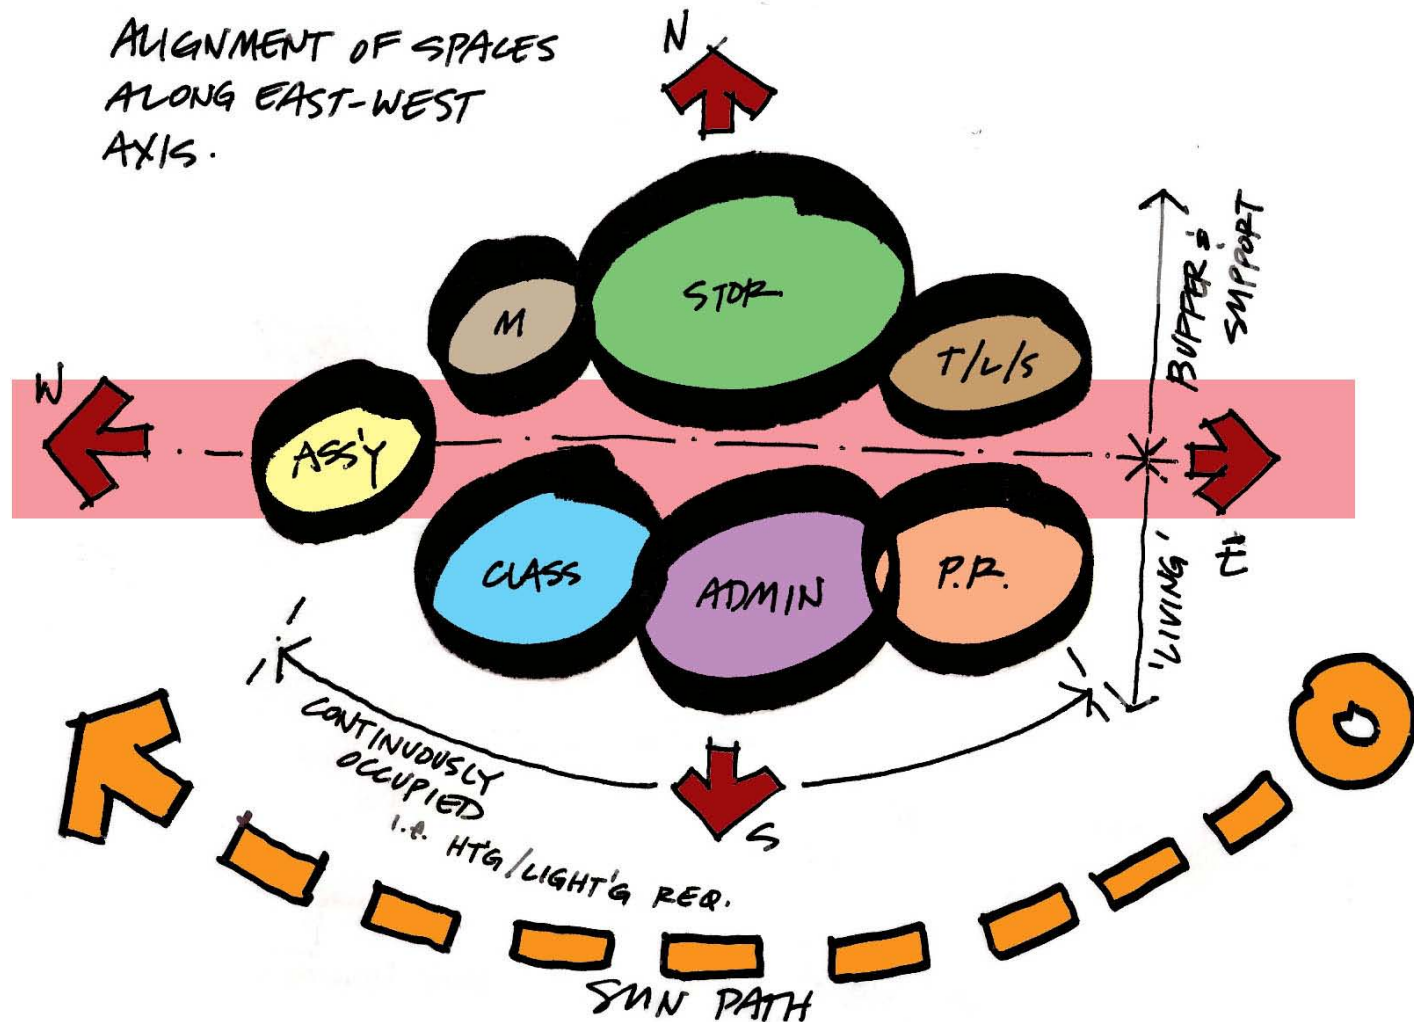 ALIGNMENT OF SPACES
ALONG EAST-WEST
AXIS.
N
STOR.
M
T/L/S
BUFFER &
SUPPORT
W
ASS'Y
E
CLASS
ADMIN
P.R.
'LIVING'
CONTINUOUSLY
OCCUPIED
i.e. HT'G/LIGHT'G REQ.
S
SUN PATH